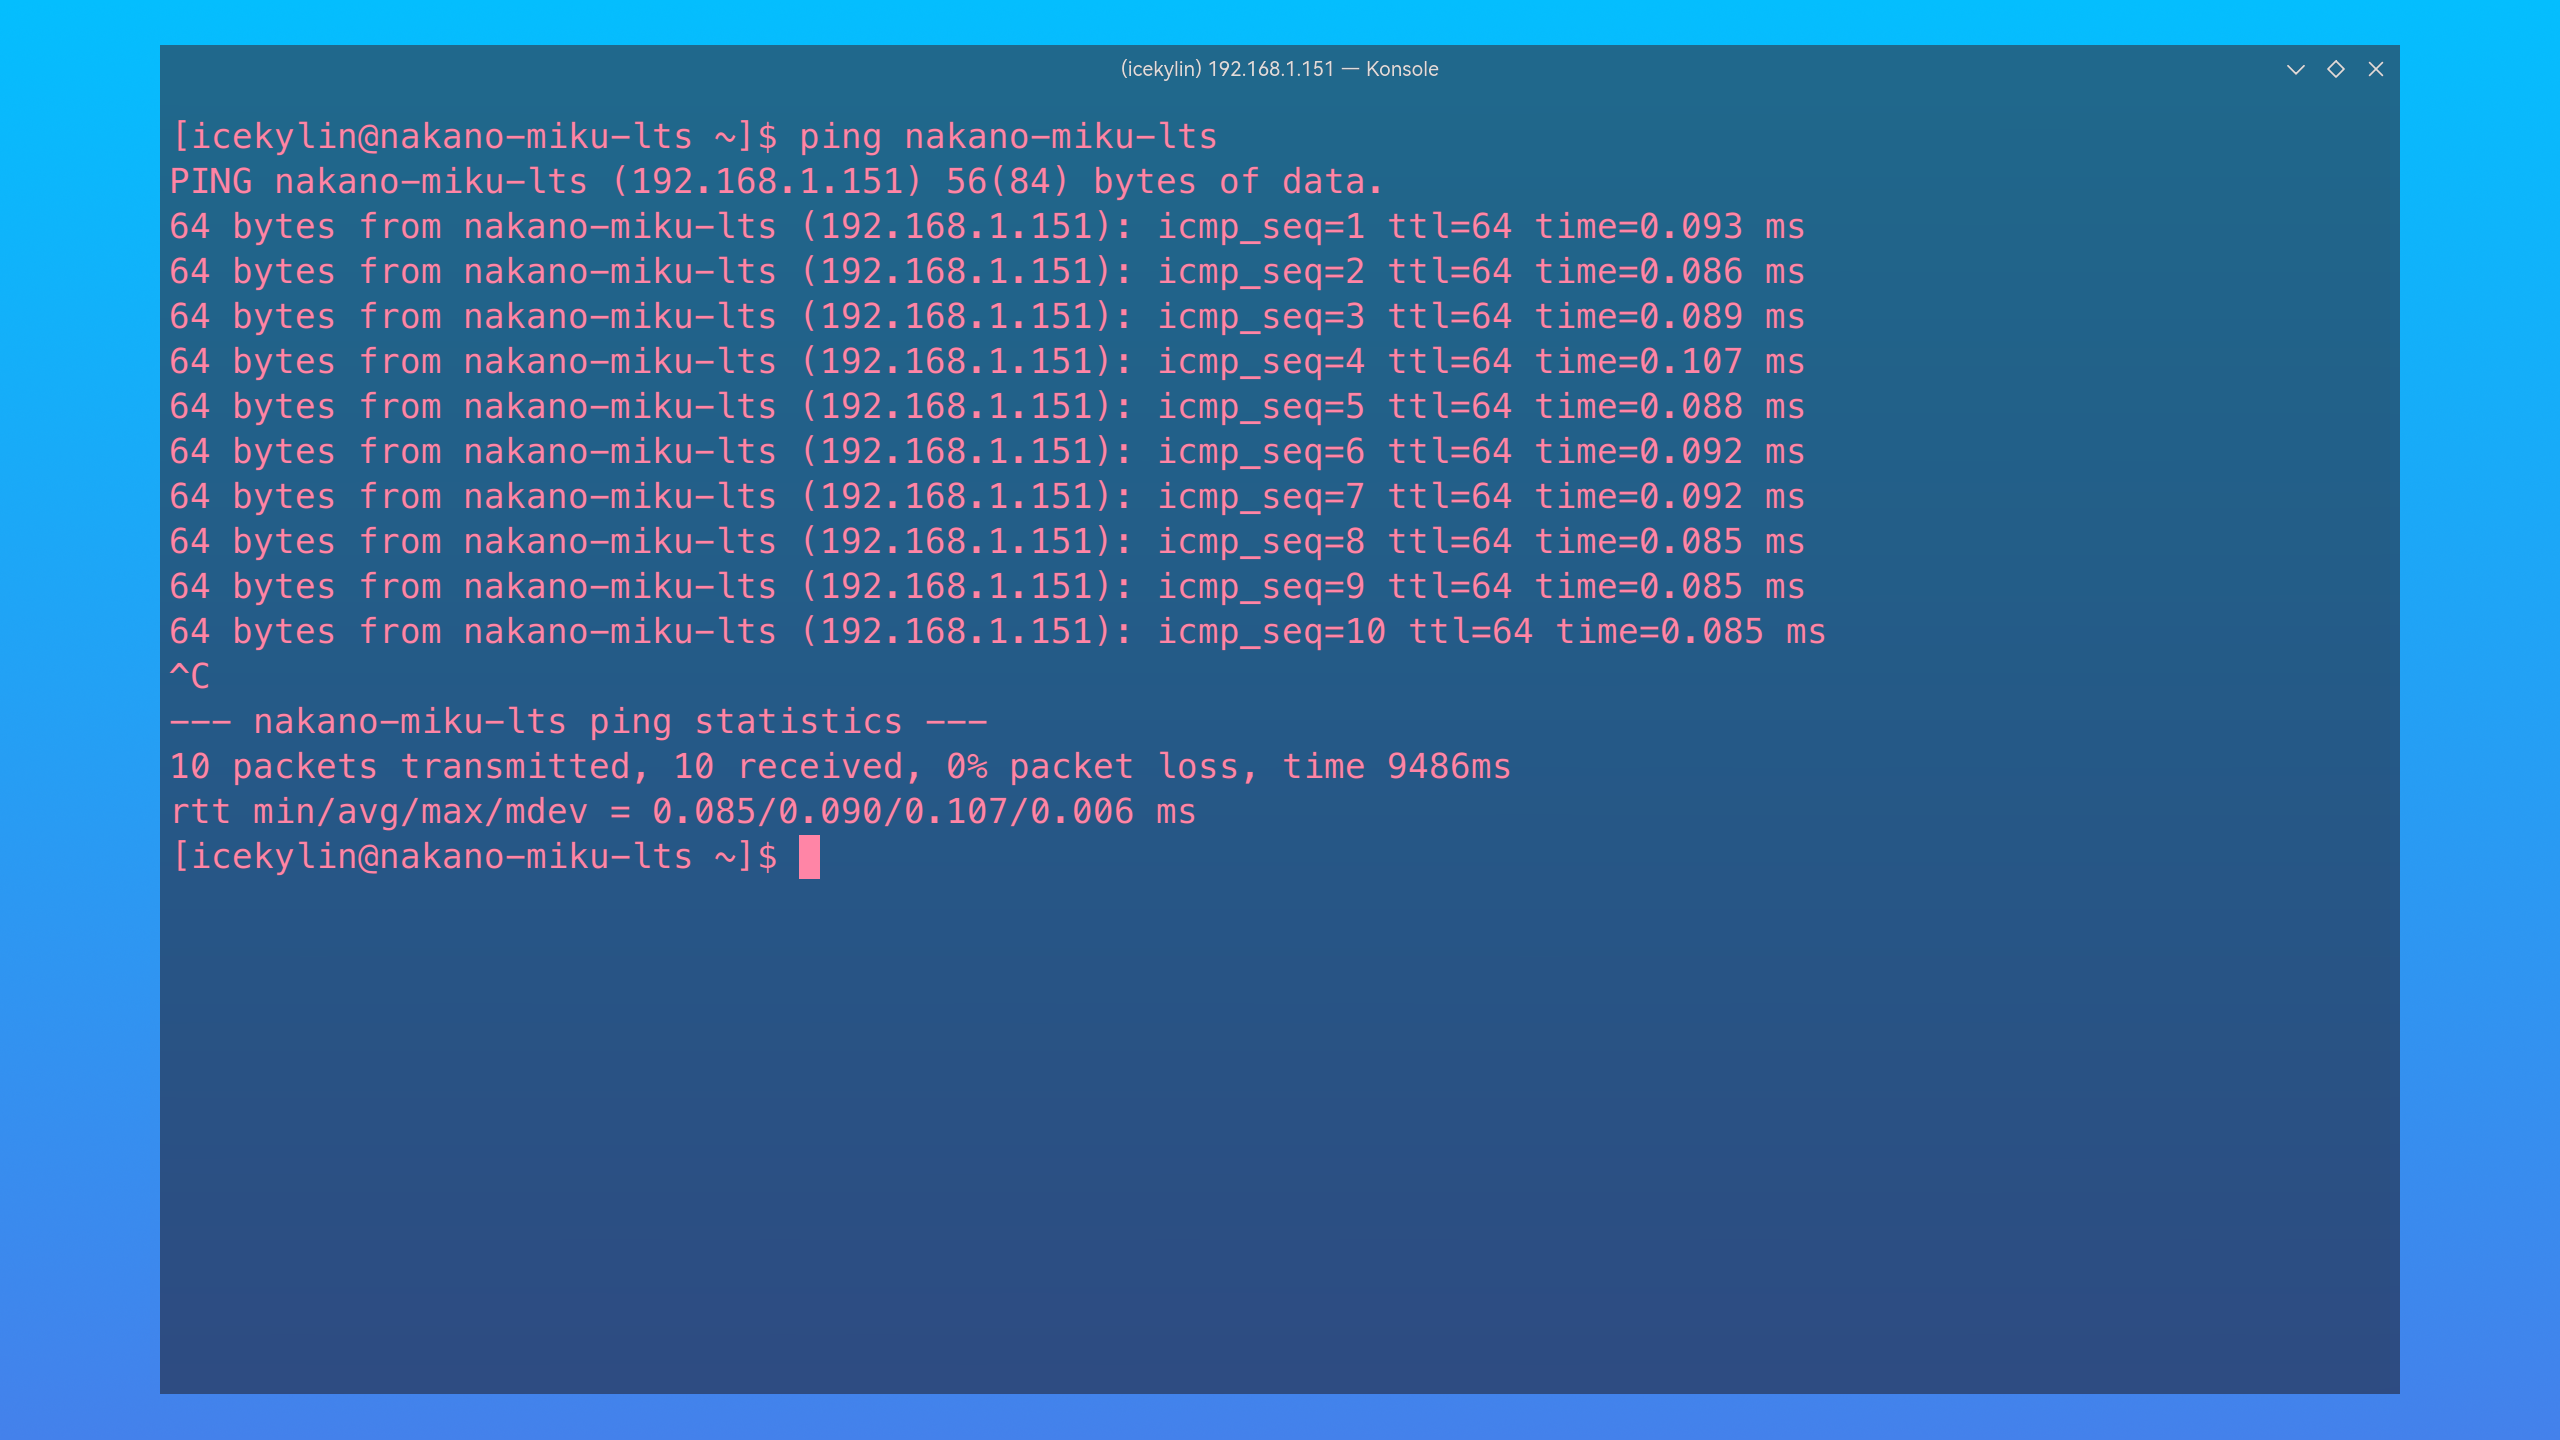 (icekylin) 192.168.1.151 — Konsole
[icekylin@nakano-miku-lts ~]$ ping nakano-miku-lts
PING nakano-miku-lts (192.168.1.151) 56(84) bytes of data.
64 bytes from nakano-miku-lts (192.168.1.151): icmp_seq=1 ttl=64 time=0.093 ms
64 bytes from nakano-miku-lts (192.168.1.151): icmp_seq=2 ttl=64 time=0.086 ms
64 bytes from nakano-miku-lts (192.168.1.151): icmp_seq=3 ttl=64 time=0.089 ms
64 bytes from nakano-miku-lts (192.168.1.151): icmp_seq=4 ttl=64 time=0.107 ms
64 bytes from nakano-miku-lts (192.168.1.151): icmp_seq=5 ttl=64 time=0.088 ms
64 bytes from nakano-miku-lts (192.168.1.151): icmp_seq=6 ttl=64 time=0.092 ms
64 bytes from nakano-miku-lts (192.168.1.151): icmp_seq=7 ttl=64 time=0.092 ms
64 bytes from nakano-miku-lts (192.168.1.151): icmp_seq=8 ttl=64 time=0.085 ms
64 bytes from nakano-miku-lts (192.168.1.151): icmp_seq=9 ttl=64 time=0.085 ms
64 bytes from nakano-miku-lts (192.168.1.151): icmp_seq=10 ttl=64 time=0.085 ms
^C
--- nakano-miku-lts ping statistics ---
10 packets transmitted, 10 received, 0% packet loss, time 9486ms
rtt min/avg/max/mdev = 0.085/0.090/0.107/0.006 ms
[icekylin@nakano-miku-lts ~]$